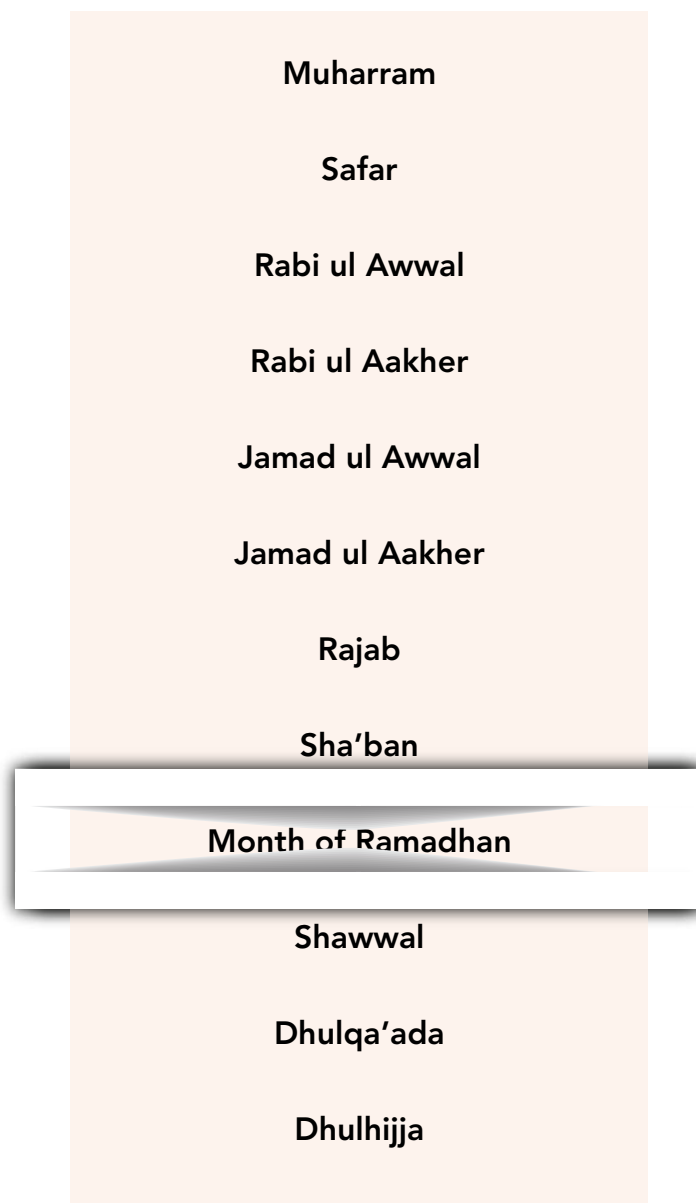 Muharram
Safar
Rabi ul Awwal
Rabi ul Aakher
Jamad ul Awwal
Jamad ul Aakher
Rajab
Sha’ban
Month of Ramadhan
Shawwal
Dhulqa’ada
Dhulhijja